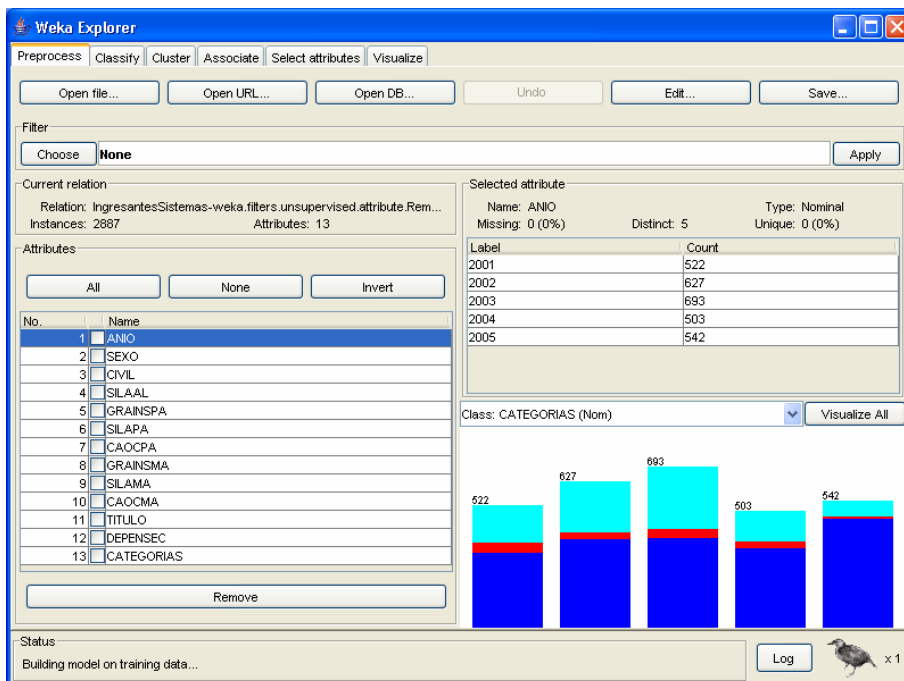 Weka Explorer
Preprocess Classify Cluster Associate Select attributes Visualize
Open file... Open URL... Open DB... Undo Edit... Save...
Filter
Choose None Apply
Current relation
Relation: IngresantesSistemas-weka.filters.unsupervised.attribute.Rem...
Instances: 2887 Attributes: 13
Attributes
All None Invert
No. Name
1 ANIO
2 SEXO
3 CIVIL
4 SILAAL
5 GRAINSPA
6 SILAPA
7 CAOCPA
8 GRAINSMA
9 SILAMA
10 CAOCMA
11 TITULO
12 DEPENSEC
13 CATEGORIAS
Remove
Selected attribute
Name: ANIO Type: Nominal
Missing: 0 (0%) Distinct: 5 Unique: 0 (0%)
Label Count
2001 522
2002 627
2003 693
2004 503
2005 542
Class: CATEGORIAS (Nom) Visualize All
522 627 693 503 542
Status
Building model on training data...
Log x 1